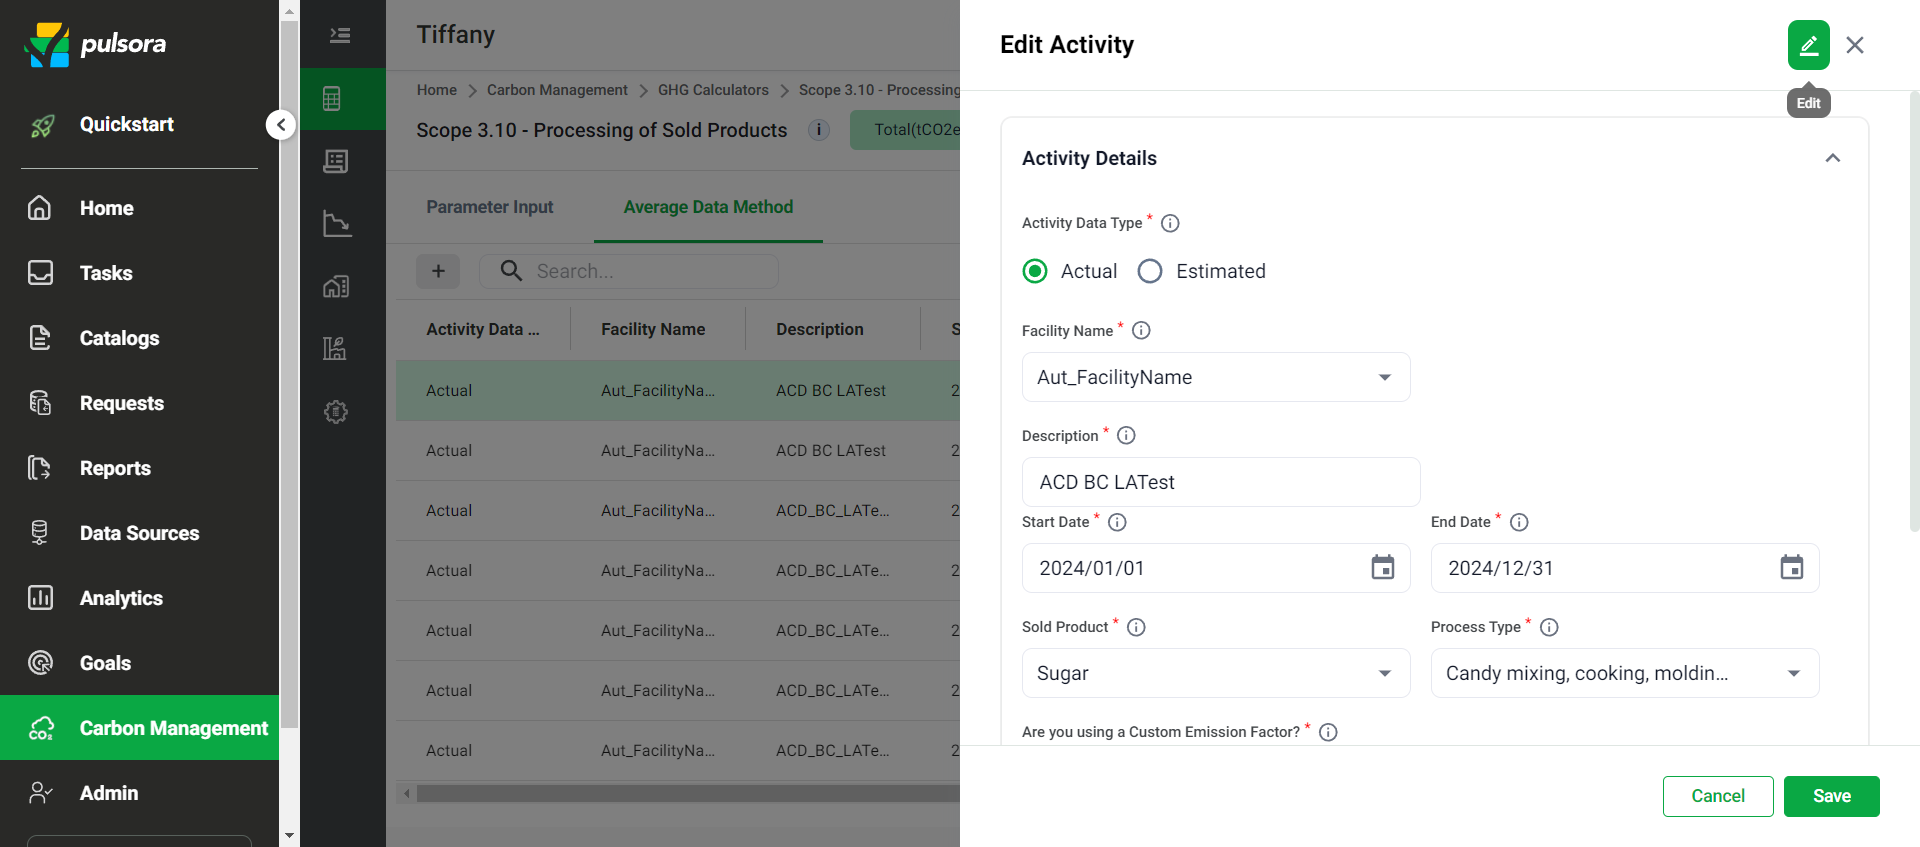 pulsora
Quickstart
Home
Tasks
Catalogs
Requests
Reports
Data Sources
Analytics
Goals
Carbon Management
CO₂
Admin
Tiffany
Home > Carbon Management > GHG Calculators > Scope 3.10 - Processing
Scope 3.10 - Processing of Sold Products i Total(tCO2e
Parameter Input Average Data Method
+ Search...
Activity Data ... Facility Name Description S
Actual Aut_FacilityNa... ACD BC LATest 2
Actual Aut_FacilityNa... ACD BC LATest 2
Actual Aut_FacilityNa... ACD_BC_LATe... 2
Actual Aut_FacilityNa... ACD_BC_LATe... 2
Actual Aut_FacilityNa... ACD_BC_LATe... 2
Actual Aut_FacilityNa... ACD_BC_LATe... 2
Actual Aut_FacilityNa... ACD_BC_LATe... 2
Edit Activity
Edit
Activity Details
Activity Data Type *
Actual Estimated
Facility Name *
Aut_FacilityName
Description *
ACD BC LATest
Start Date * End Date *
2024/01/01 2024/12/31
Sold Product * Process Type *
Sugar Candy mixing, cooking, moldin...
Are you using a Custom Emission Factor? *
Cancel Save